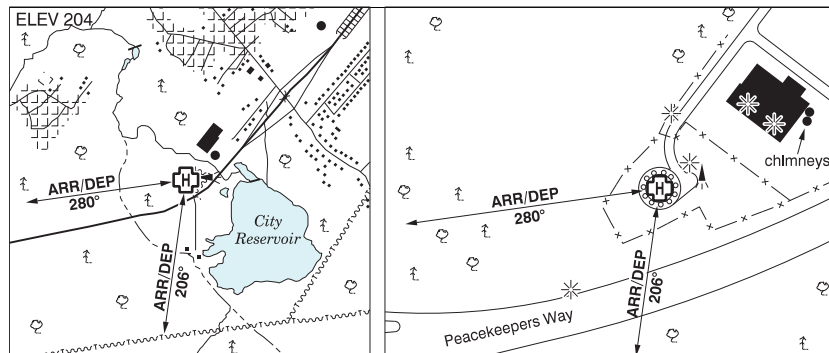 ELEV 204
H
ARR/DEP
280°
City
Reservoir
ARR/DEP
206°
chimneys
H
ARR/DEP
280°
ARR/DEP
206°
Peacekeepers Way